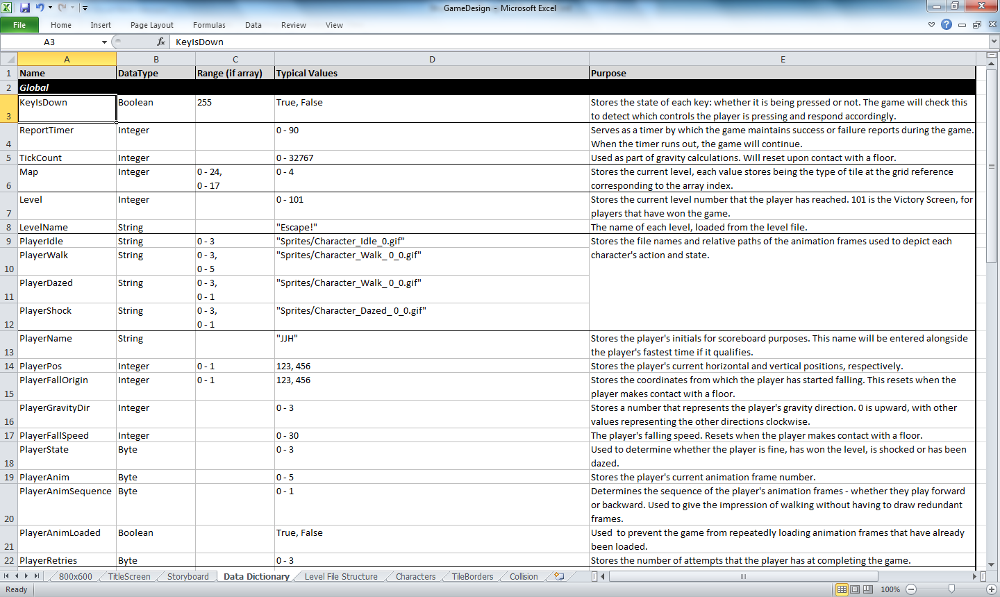 GameDesign - Microsoft Excel
File Home Insert Page Layout Formulas Data Review View
A3 fx KeyIsDown
A B C D E
1 Name DataType Range (if array) Typical Values Purpose
2 Global
KeyIsDown Boolean 255 True, False Stores the state of each key: whether it is being pressed or not. The game will check this
3 to detect which controls the player is pressing and respond accordingly.
ReportTimer Integer 0 - 90 Serves as a timer by which the game maintains success or failure reports during the game.
4 When the timer runs out, the game will continue.
5 TickCount Integer 0 - 32767 Used as part of gravity calculations. Will reset upon contact with a floor.
Map Integer 0 - 24, 0 - 4 Stores the current level, each value stores being the type of tile at the grid reference
6 0 - 17 corresponding to the array index.
Level Integer 0 - 101 Stores the current level number that the player has reached. 101 is the Victory Screen, for
7 players that have won the game.
8 LevelName String "Escape!" The name of each level, loaded from the level file.
9 PlayerIdle String 0 - 3 "Sprites/Character_Idle_0.gif" Stores the file names and relative paths of the animation frames used to depict each
PlayerWalk String 0 - 3, "Sprites/Character_Walk_ 0_0.gif" character's action and state.
10 0 - 5
PlayerDazed String 0 - 3, "Sprites/Character_Walk_ 0_0.gif"
11 0 - 1
PlayerShock String 0 - 3, "Sprites/Character_Dazed_ 0_0.gif"
12 0 - 1
PlayerName String "JJH" Stores the player's initials for scoreboard purposes. This name will be entered alongside
13 the player's fastest time if it qualifies.
14 PlayerPos Integer 0 - 1 123, 456 Stores the player's current horizontal and vertical positions, respectively.
PlayerFallOrigin Integer 0 - 1 123, 456 Stores the coordinates from which the player has started falling. This resets when the
15 player makes contact with a floor.
PlayerGravityDir Integer 0 - 3 Stores a number that represents the player's gravity direction. 0 is upward, with other
16 values representing the other directions clockwise.
17 PlayerFallSpeed Integer 0 - 30 The player's falling speed. Resets when the player makes contact with a floor.
PlayerState Byte 0 - 3 Used to determine whether the player is fine, has won the level, is shocked or has been
18 dazed.
19 PlayerAnim Byte 0 - 5 Stores the player's current animation frame number.
PlayerAnimSequence Byte 0 - 1 Determines the sequence of the player's animation frames - whether they play forward
or backward. Used to give the impression of walking without having to draw redundant
20 frames.
PlayerAnimLoaded Boolean True, False Used  to prevent the game from repeatedly loading animation frames that have already
21 been loaded.
22 PlayerRetries Byte 0 - 3 Stores the number of attempts that the player has at completing the game.
800x600 TitleScreen Storyboard Data Dictionary Level File Structure Characters TileBorders Collision
Ready 100%